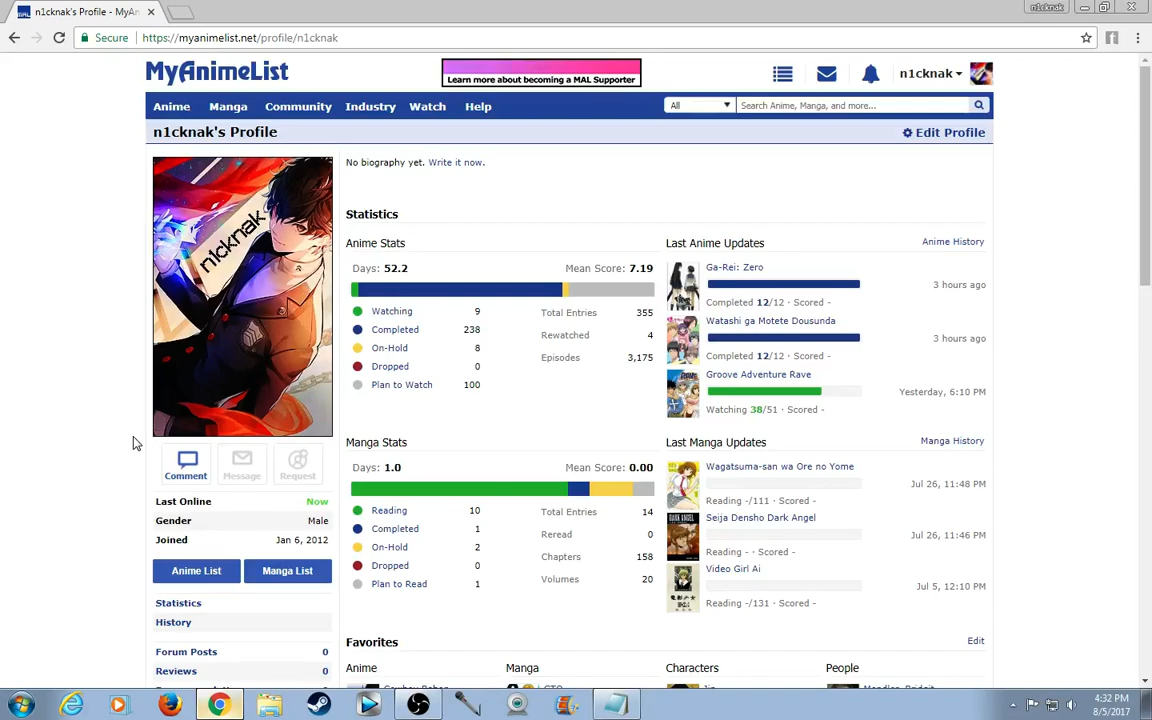 n1cknak's Profile - MyAni
n1cknak
Secure
https://myanimelist.net/profile/n1cknak
MyAnimeList
Learn more about becoming a MAL Supporter
n1cknak
Anime Manga Community Industry Watch Help
All
Search Anime, Manga, and more...
n1cknak's Profile
Edit Profile
n1cknak
No biography yet. Write it now.
Statistics
Anime Stats
Days: 52.2 Mean Score: 7.19
Watching 9
Completed 238
On-Hold 8
Dropped 0
Plan to Watch 100
Total Entries 355
Rewatched 4
Episodes 3,175
Last Anime Updates Anime History
Ga-Rei: Zero
3 hours ago
Completed 12/12 · Scored -
Watashi ga Motete Dousunda
3 hours ago
Completed 12/12 · Scored -
Groove Adventure Rave
Yesterday, 6:10 PM
Watching 38/51 · Scored -
Manga Stats
Days: 1.0 Mean Score: 0.00
Reading 10
Completed 1
On-Hold 2
Dropped 0
Plan to Read 1
Total Entries 14
Reread 0
Chapters 158
Volumes 20
Last Manga Updates Manga History
Wagatsuma-san wa Ore no Yome
Jul 26, 11:48 PM
Reading -/111 · Scored -
Seija Densho Dark Angel
Jul 26, 11:46 PM
Reading - · Scored -
Video Girl Ai
Jul 5, 12:10 PM
Reading -/131 · Scored -
Comment Message Request
Last Online Now
Gender Male
Joined Jan 6, 2012
Anime List Manga List
Statistics
History
Forum Posts 0
Reviews 0
Favorites Edit
Anime Manga Characters People
4:32 PM
8/5/2017